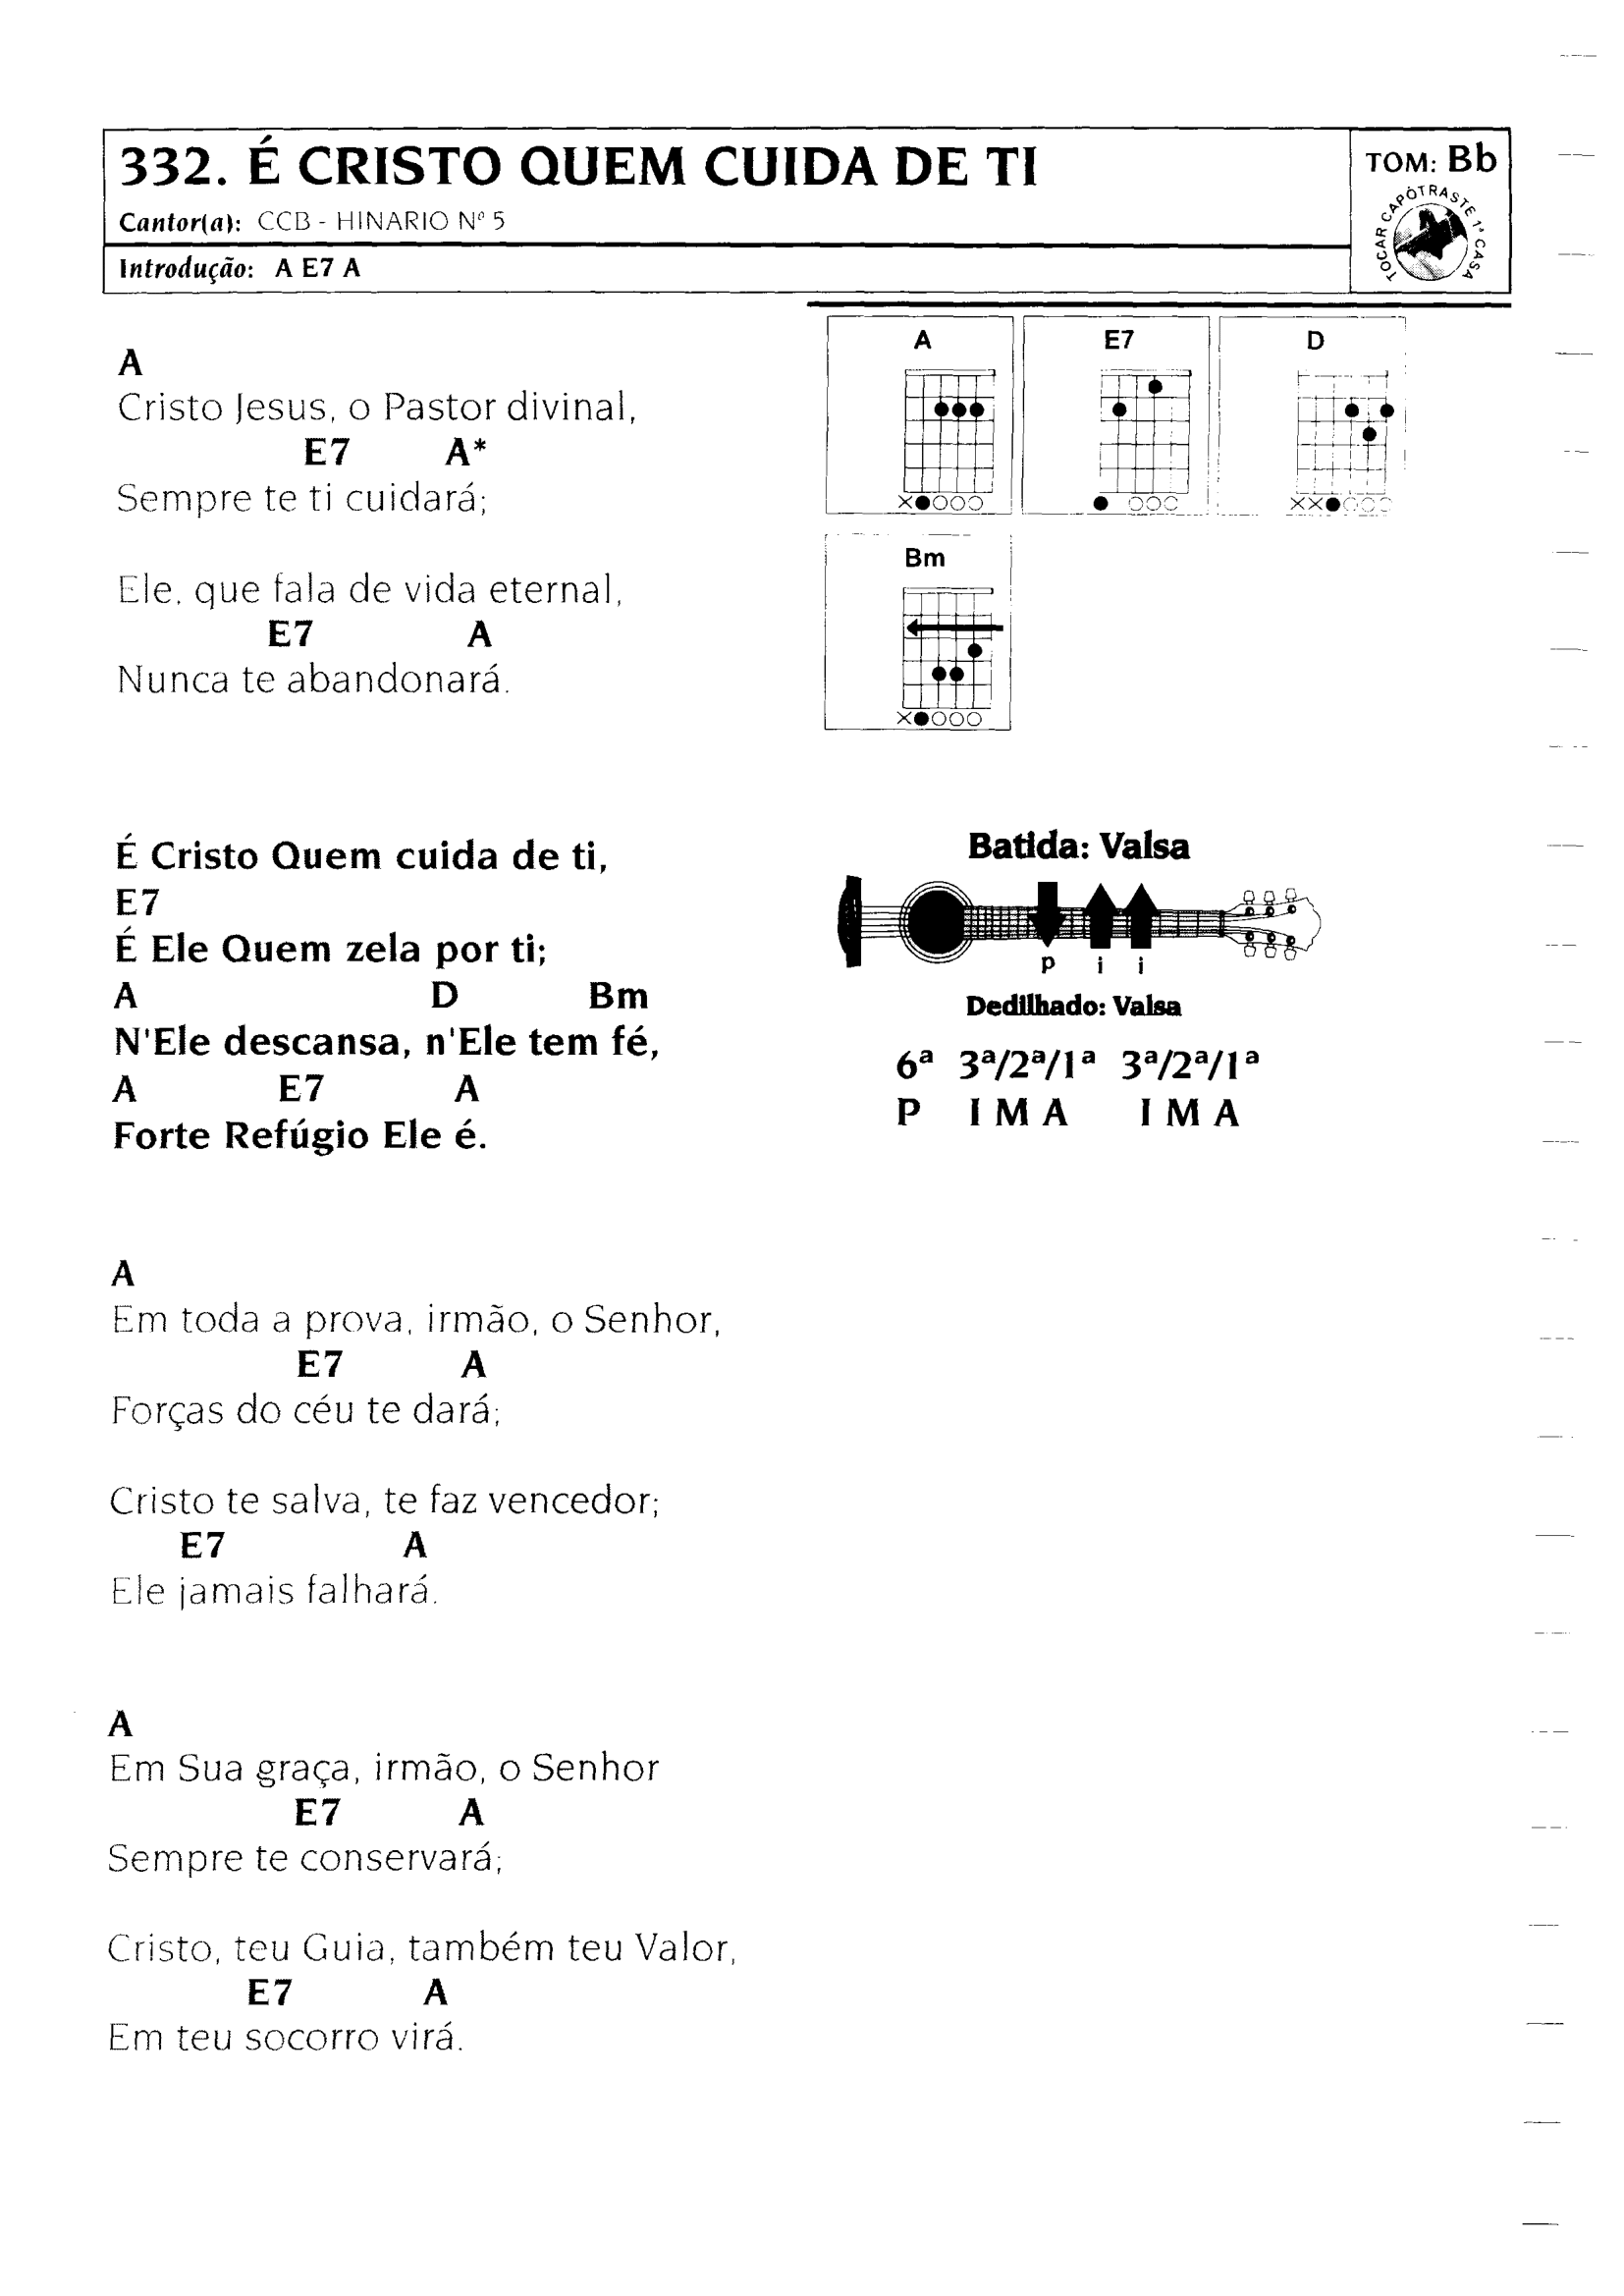 332. É CRISTO QUEM CUIDA DE TI
Cantor(a): CCB - HINARIO Nº 5
Introdução: A E7 A
TOM: Bb
TOCAR CAPÒTRASTE 1ª CASA
A
Cristo Jesus, o Pastor divinal,
E7 A*
Sempre te ti cuidará;
Ele, que fala de vida eternal,
E7 A
Nunca te abandonará.
É Cristo Quem cuida de ti,
E7
É Ele Quem zela por ti;
A D Bm
N'Ele descansa, n'Ele tem fé,
A E7 A
Forte Refúgio Ele é.
A
Em toda a prova, irmão, o Senhor,
E7 A
Forças do céu te dará;
Cristo te salva, te faz vencedor;
E7 A
Ele jamais falhará.
A
Em Sua graça, irmão, o Senhor
E7 A
Sempre te conservará;
Cristo, teu Guia, também teu Valor,
E7 A
Em teu socorro virá.
A E7 D
Bm
Batida: Valsa
p i i
Dedilhado: Valsa
6ª 3ª/2ª/1ª 3ª/2ª/1ª
P I M A I M A